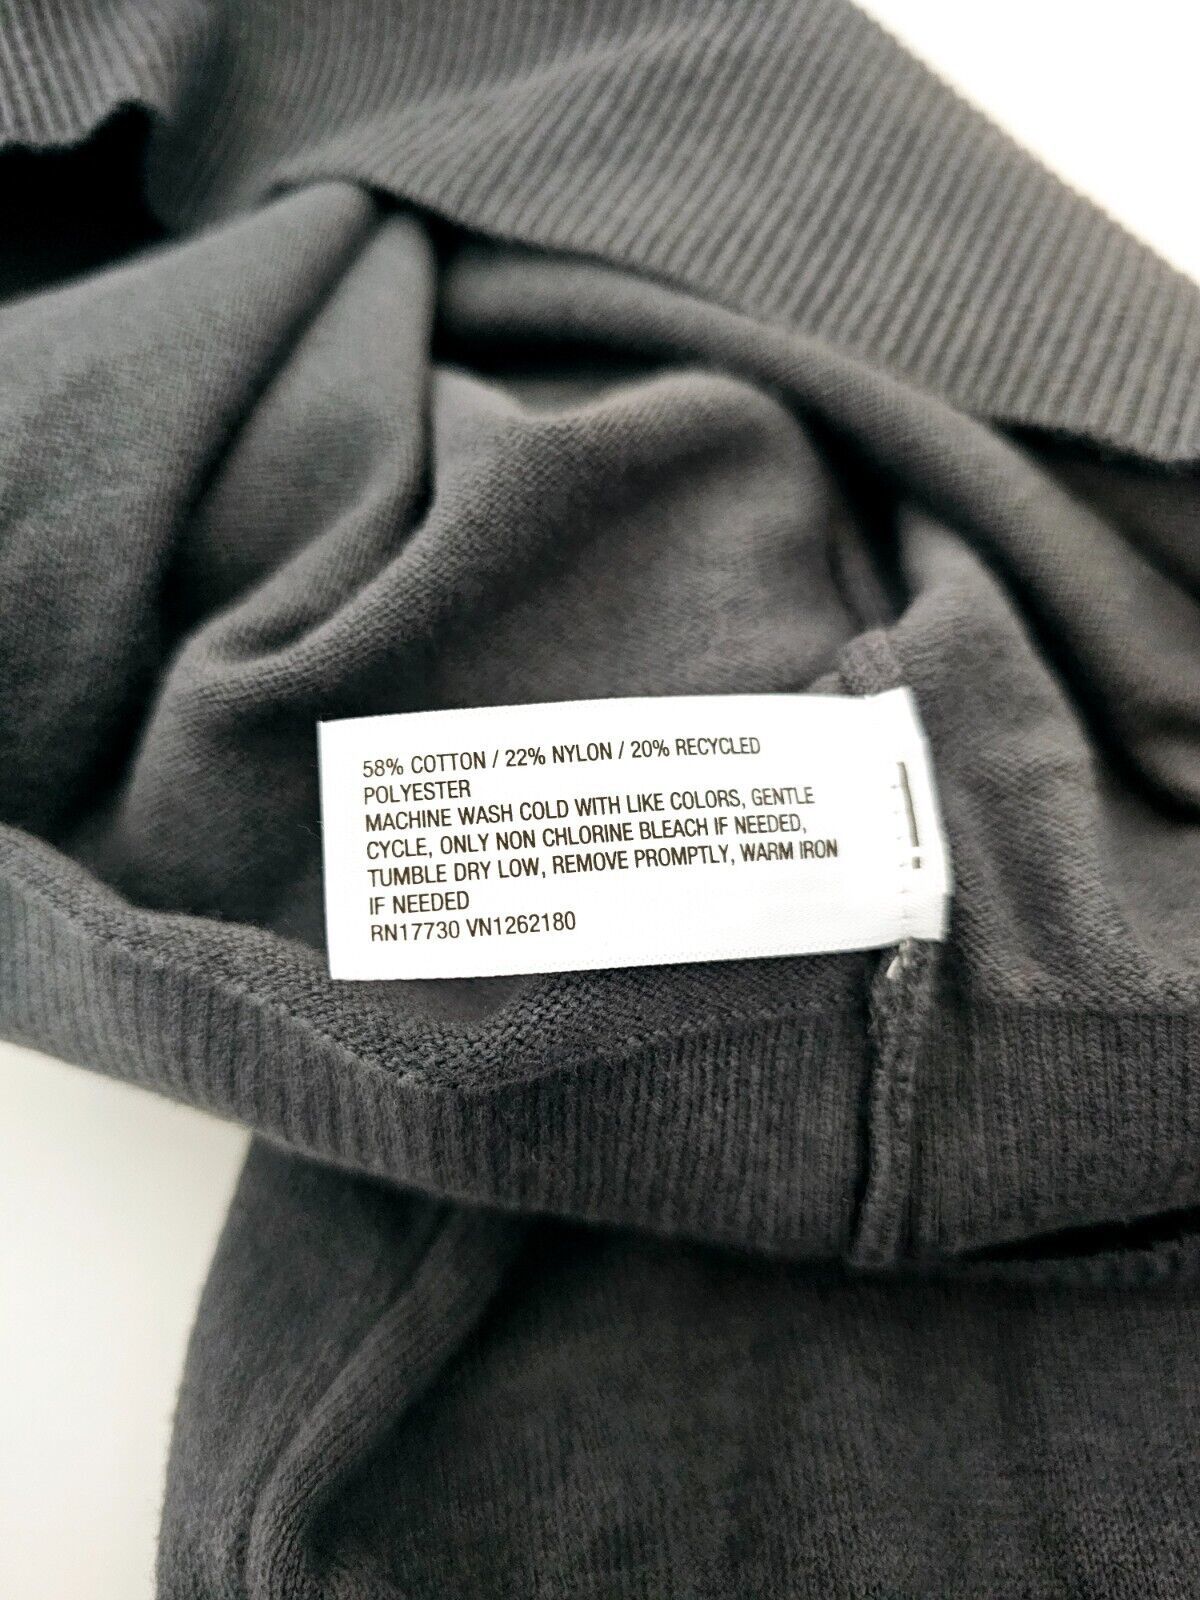 58% COTTON / 22% NYLON / 20% RECYCLED
POLYESTER
MACHINE WASH COLD WITH LIKE COLORS, GENTLE
CYCLE, ONLY NON CHLORINE BLEACH IF NEEDED,
TUMBLE DRY LOW, REMOVE PROMPTLY, WARM IRON
IF NEEDED
RN17730 VN1262180